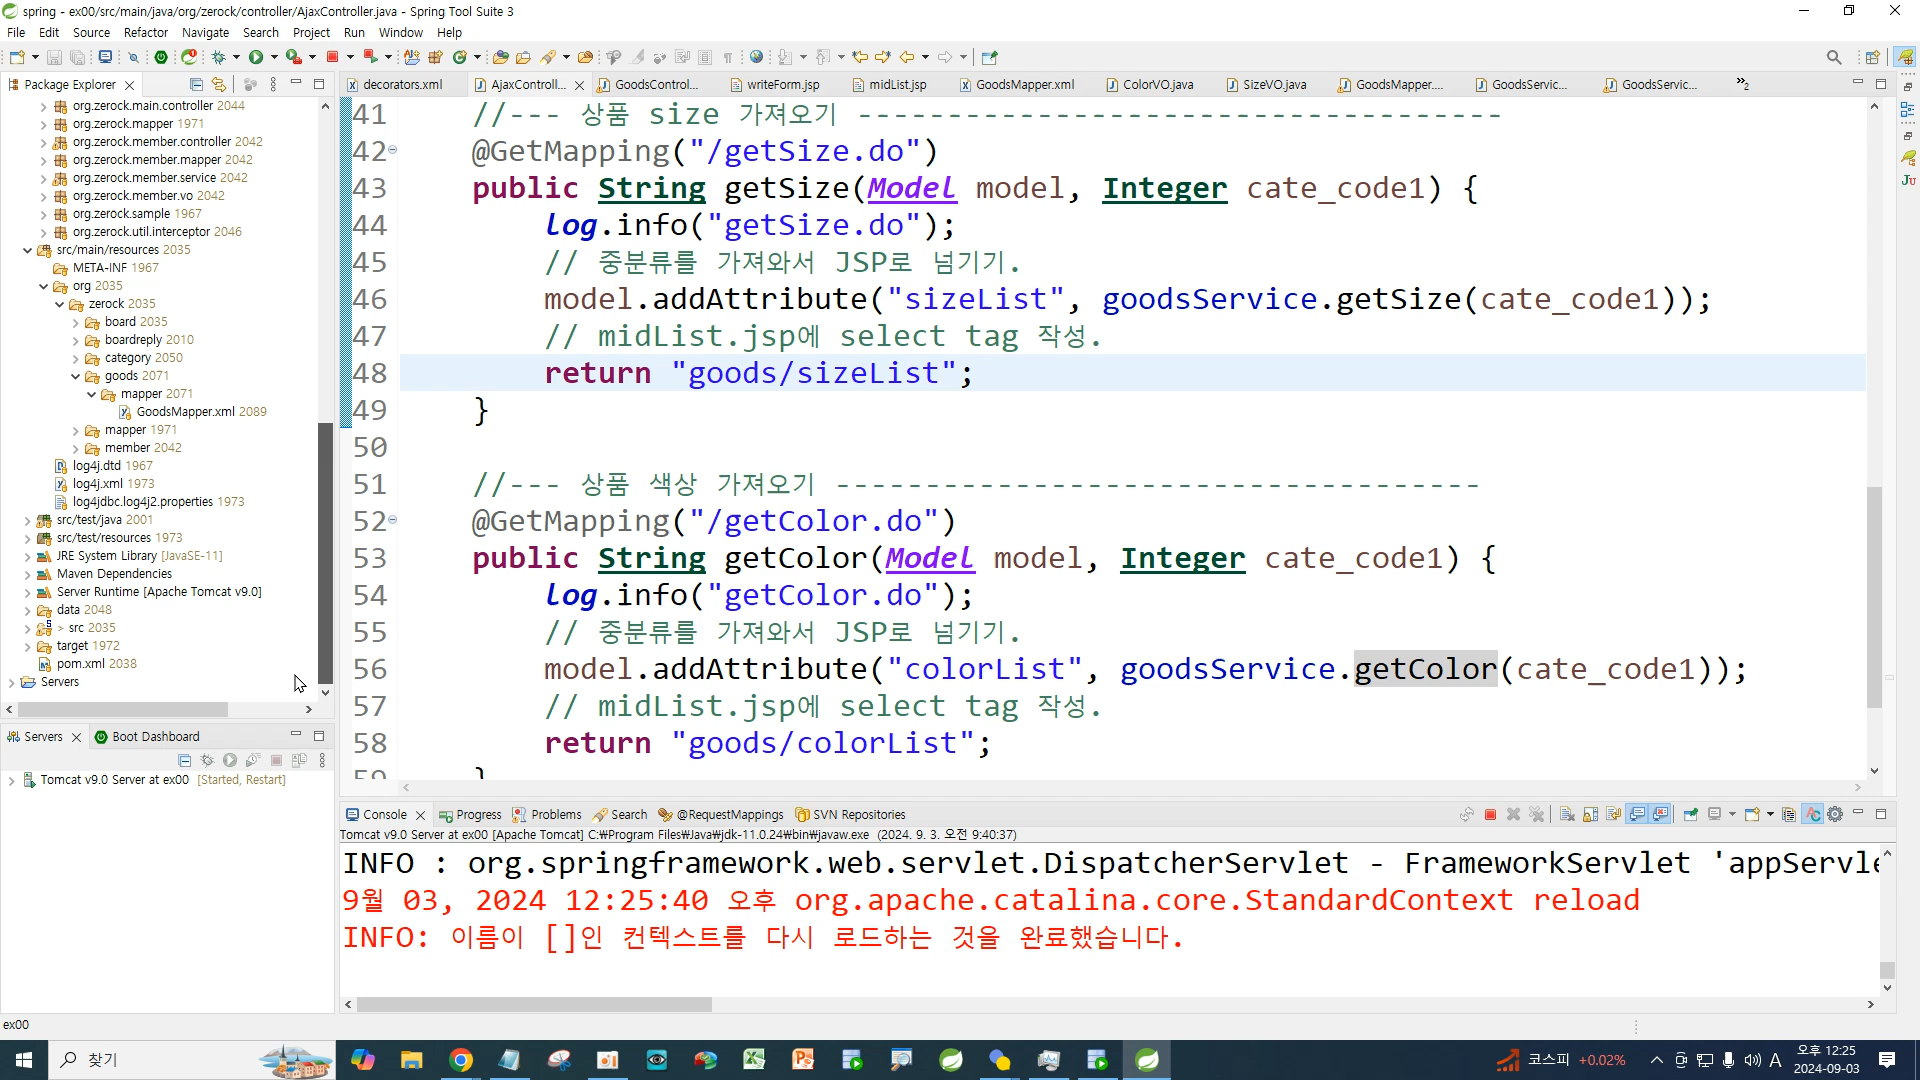 spring - ex00/src/main/java/org/zerock/controller/AjaxController.java - Spring Tool Suite 3
File Edit Source Refactor Navigate Search Project Run Window Help
Package Explorer
org.zerock.main.controller 2044
org.zerock.mapper 1971
org.zerock.member.controller 2042
org.zerock.member.mapper 2042
org.zerock.member.service 2042
org.zerock.member.vo 2042
org.zerock.sample 1967
org.zerock.util.interceptor 2046
src/main/resources 2035
META-INF 1967
org 2035
zerock 2035
board 2035
boardreply 2010
category 2050
goods 2071
mapper 2071
GoodsMapper.xml 2089
mapper 1971
member 2042
log4j.dtd 1967
log4j.xml 1973
log4jdbc.log4j2.properties 1973
src/test/java 2001
src/test/resources 1973
JRE System Library [JavaSE-11]
Maven Dependencies
Server Runtime [Apache Tomcat v9.0]
data 2048
> src 2035
target 1972
pom.xml 2038
Servers
Servers Boot Dashboard
Tomcat v9.0 Server at ex00 [Started, Restart]
decorators.xml AjaxControll... GoodsControl... writeForm.jsp midList.jsp GoodsMapper.xml ColorVO.java SizeVO.java GoodsMapper.... GoodsServic... GoodsServic... »2
41 //--- 상품 size 가져오기 ------------------------------------
42 @GetMapping("/getSize.do")
43 public String getSize(Model model, Integer cate_code1) {
44 log.info("getSize.do");
45 // 중분류를 가져와서 JSP로 넘기기.
46 model.addAttribute("sizeList", goodsService.getSize(cate_code1));
47 // midList.jsp에 select tag 작성.
48 return "goods/sizeList";
49 }
50
51 //--- 상품 색상 가져오기 ------------------------------------
52 @GetMapping("/getColor.do")
53 public String getColor(Model model, Integer cate_code1) {
54 log.info("getColor.do");
55 // 중분류를 가져와서 JSP로 넘기기.
56 model.addAttribute("colorList", goodsService.getColor(cate_code1));
57 // midList.jsp에 select tag 작성.
58 return "goods/colorList";
59 }
Console Progress Problems Search @RequestMappings SVN Repositories
Tomcat v9.0 Server at ex00 [Apache Tomcat] C:₩Program Files₩Java₩jdk-11.0.24₩bin₩javaw.exe (2024. 9. 3. 오전 9:40:37)
INFO : org.springframework.web.servlet.DispatcherServlet - FrameworkServlet 'appServle
9월 03, 2024 12:25:40 오후 org.apache.catalina.core.StandardContext reload
INFO: 이름이 []인 컨텍스트를 다시 로드하는 것을 완료했습니다.
ex00
찾기
코스피 +0.02%
A
오후 12:25
2024-09-03